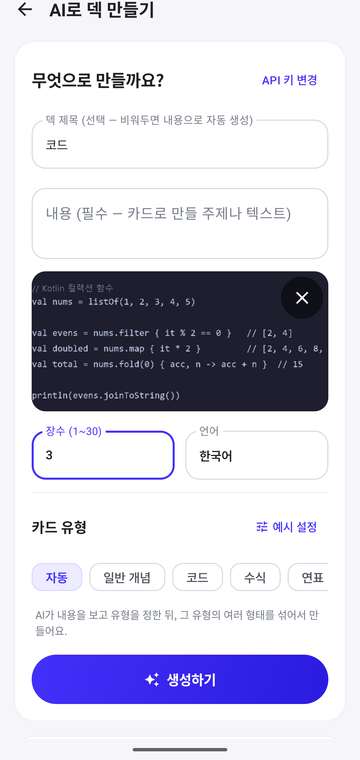 AI로 덱 만들기
무엇으로 만들까요?
API 키 변경
덱 제목 (선택 — 비워두면 내용으로 자동 생성)
코드
내용 (필수 — 카드로 만들 주제나 텍스트)
// Kotlin 컬렉션 함수
val nums = listOf(1, 2, 3, 4, 5)
val evens = nums.filter { it % 2 == 0 }   // [2, 4]
val doubled = nums.map { it * 2 }         // [2, 4, 6, 8,
val total = nums.fold(0) { acc, n -> acc + n }  // 15
println(evens.joinToString())
장수 (1~30)
3
언어
한국어
카드 유형
예시 설정
자동
일반 개념
코드
수식
연표
AI가 내용을 보고 유형을 정한 뒤, 그 유형의 여러 형태를 섞어서 만
들어요.
생성하기